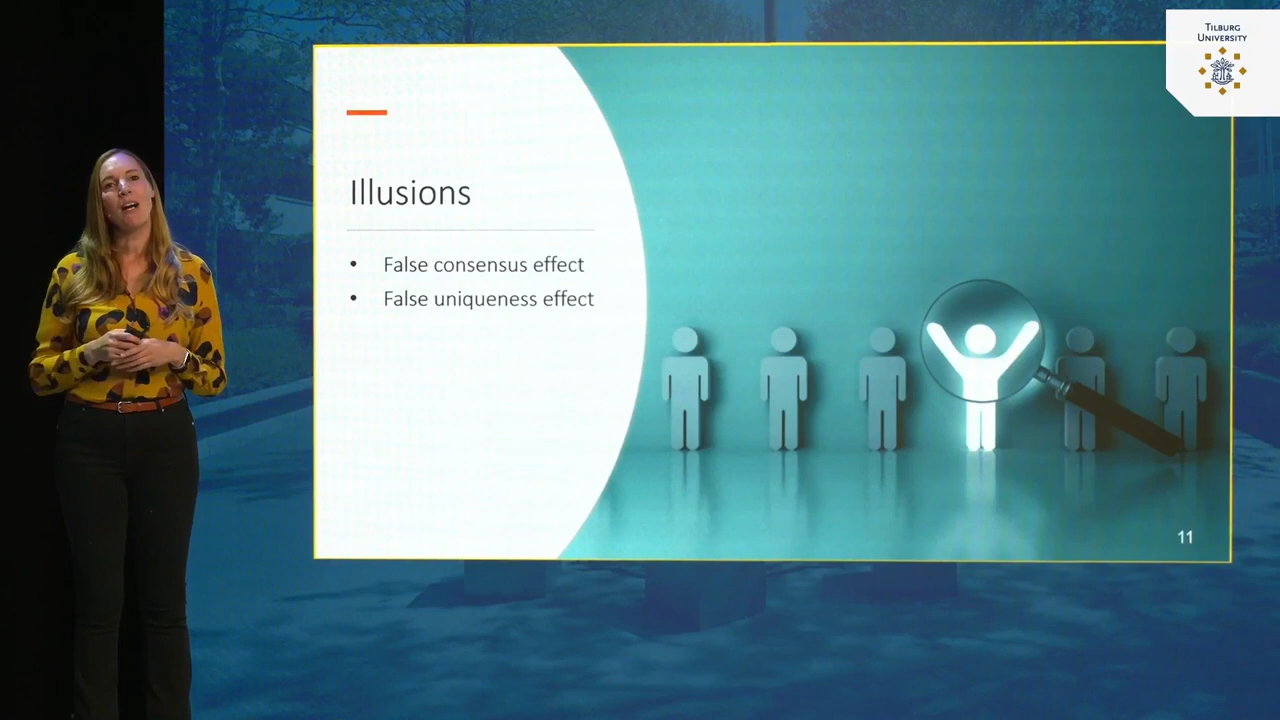 TILBURG
UNIVERSITY
Illusions
• False consensus effect
• False uniqueness effect
11